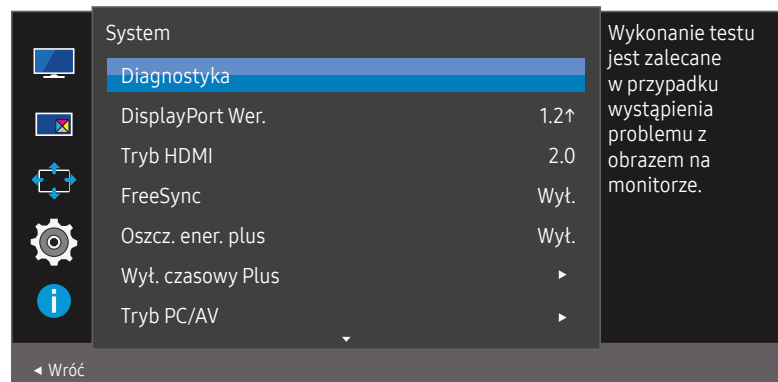 System
Diagnostyka
DisplayPort Wer. 1.2↑
Tryb HDMI 2.0
FreeSync Wył.
Oszcz. ener. plus Wył.
Wył. czasowy Plus ►
Tryb PC/AV ►
Wykonanie testu
jest zalecane
w przypadku
wystąpienia
problemu z
obrazem na
monitorze.
◄ Wróć